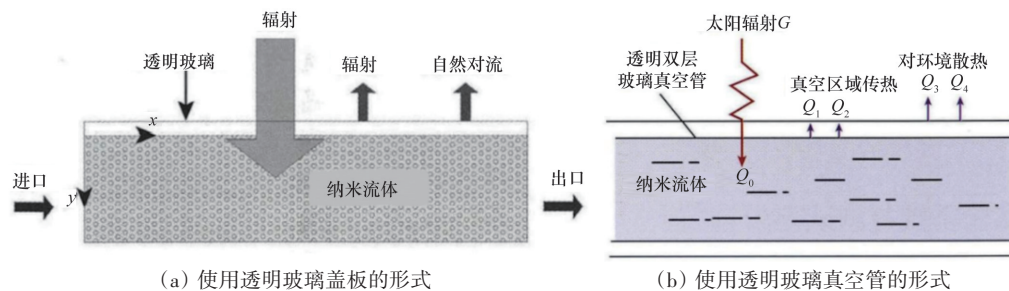 辐射
透明玻璃
辐射
自然对流
x
进口
y
纳米流体
出口
(a) 使用透明玻璃盖板的形式
太阳辐射G
透明双层
玻璃真空管
真空区域传热
Q1 Q2
对环境散热
Q3 Q4
纳米流体
Q0
(b) 使用透明玻璃真空管的形式